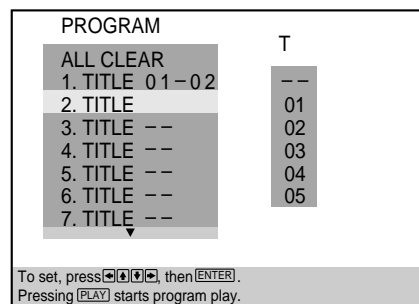 PROGRAM
T
ALL CLEAR
1. TITLE 01–02
2. TITLE
3. TITLE – –
4. TITLE – –
5. TITLE – –
6. TITLE – –
7. TITLE – –
– –
01
02
03
04
05
To set, press ←↑↓→, then ENTER.
Pressing PLAY starts program play.